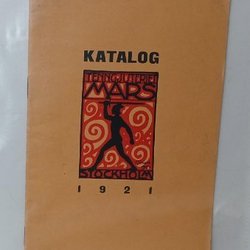 KATALOG
TENNGJUTERIET
MARS
STOCKHOLM
1921